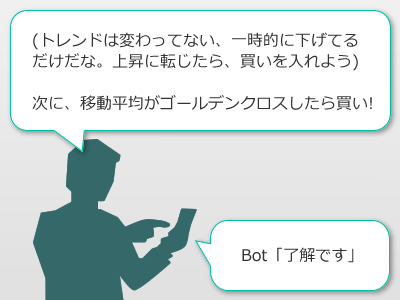 (トレンドは変わってない、一時的に下げてる
だけだな。上昇に転じたら、買いを入れよう)
次に、移動平均がゴールデンクロスしたら買い!
Bot「了解です」